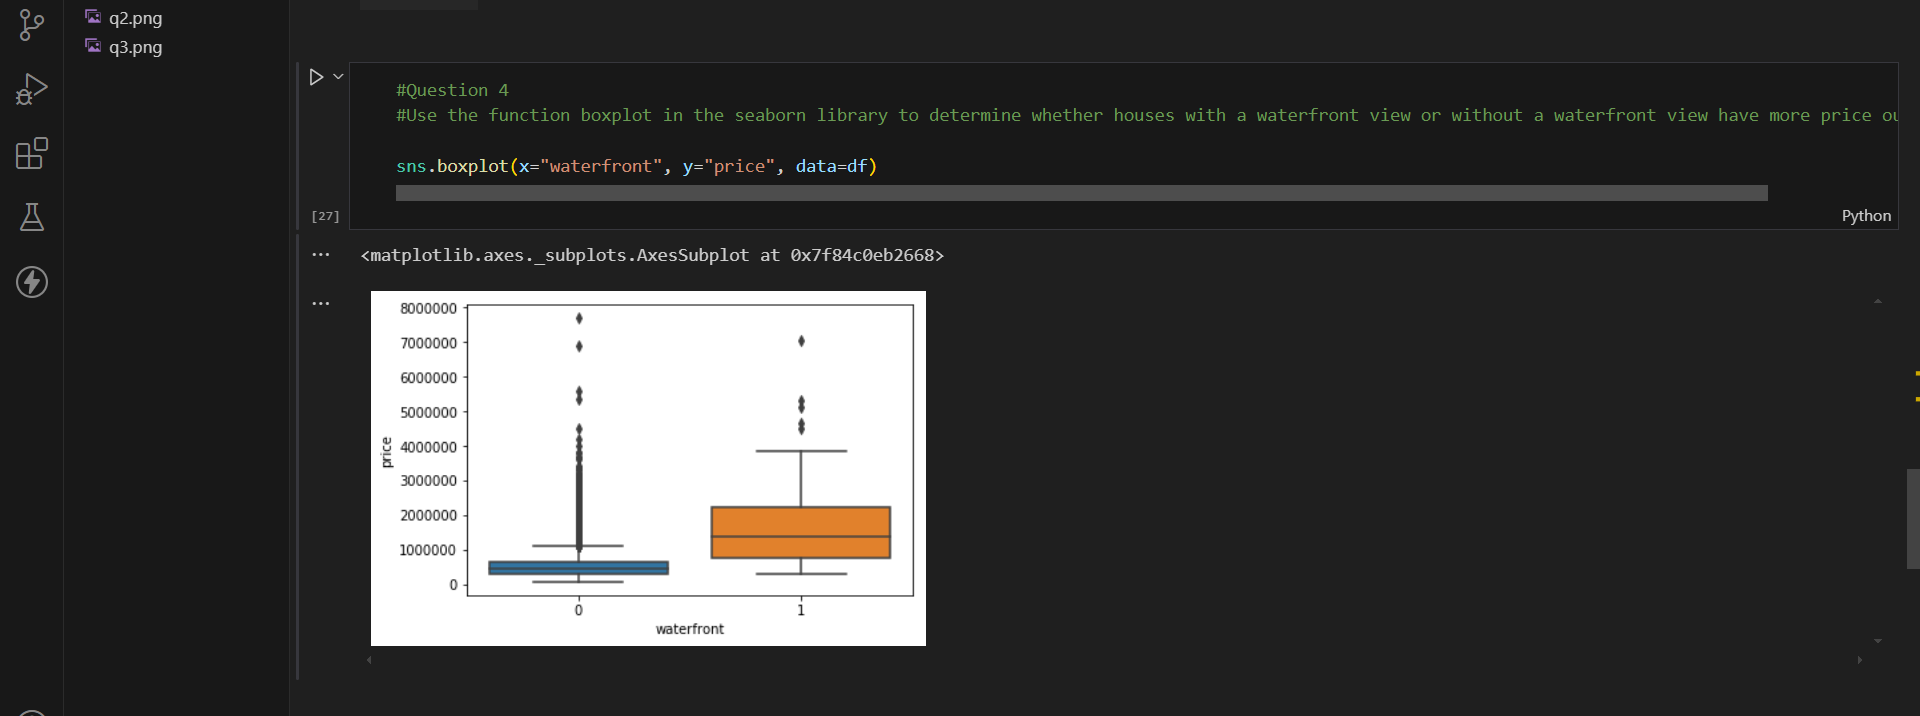 q2.png
q3.png
#Question 4
#Use the function boxplot in the seaborn library to determine whether houses with a waterfront view or without a waterfront view have more price ou
sns.boxplot(x="waterfront", y="price", data=df)
[27]
Python
<matplotlib.axes._subplots.AxesSubplot at 0x7f84c0eb2668>
8000000
7000000
6000000
5000000
4000000
3000000
2000000
1000000
0
price
0 1
waterfront